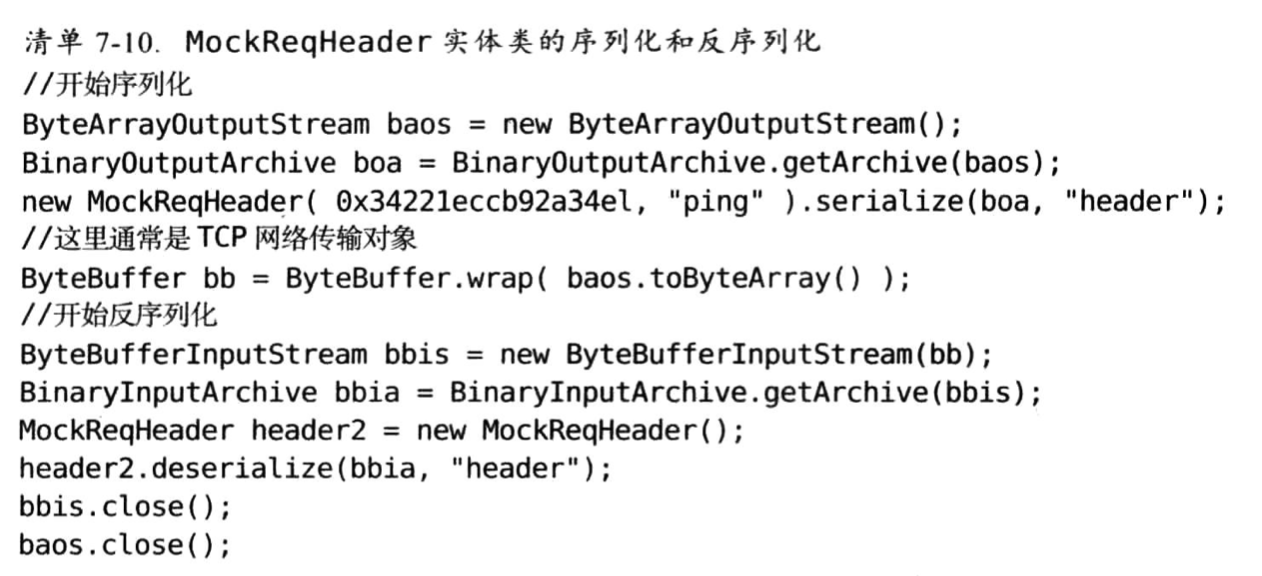 清单 7-10. MockReqHeader 实体类的序列化和反序列化
//开始序列化
ByteArrayOutputStream baos = new ByteArrayOutputStream();
BinaryOutputArchive boa = BinaryOutputArchive.getArchive(baos);
new MockReqHeader( 0x34221eccb92a34el, "ping" ).serialize(boa, "header");
//这里通常是 TCP 网络传输对象
ByteBuffer bb = ByteBuffer.wrap( baos.toByteArray() );
//开始反序列化
ByteBufferInputStream bbis = new ByteBufferInputStream(bb);
BinaryInputArchive bbia = BinaryInputArchive.getArchive(bbis);
MockReqHeader header2 = new MockReqHeader();
header2.deserialize(bbia, "header");
bbis.close();
baos.close();